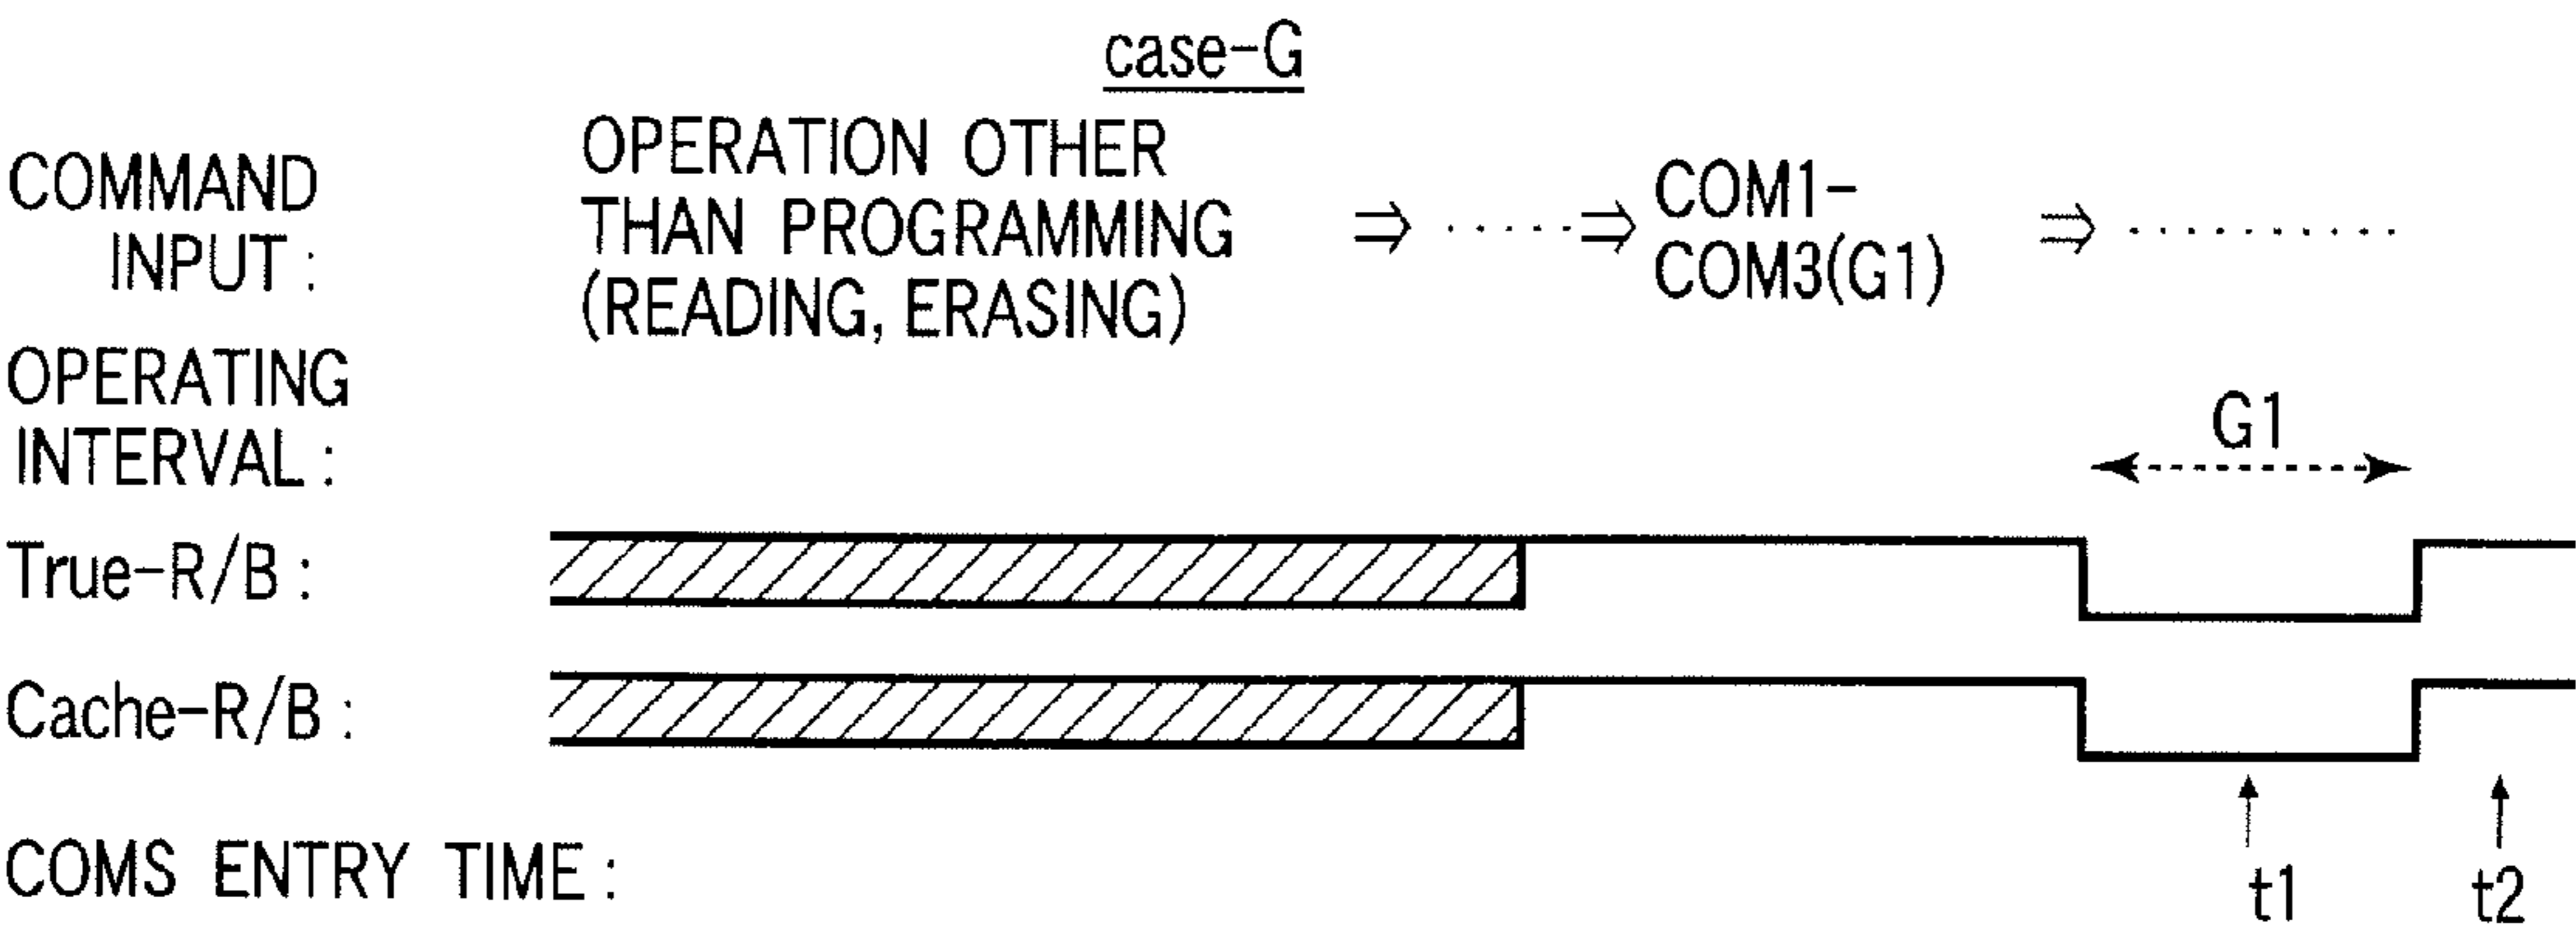 case-G
COMMAND
INPUT :
OPERATION OTHER
THAN PROGRAMMING
(READING, ERASING)
⇒ ····· ⇒
COM1-
COM3(G1)
⇒ ··········
OPERATING
INTERVAL :
G1
True-R/B :
Cache-R/B :
COMS ENTRY TIME :
t1
t2